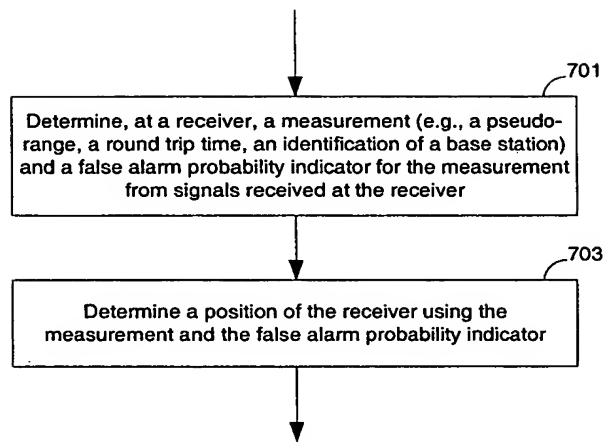 701
Determine, at a receiver, a measurement (e.g., a pseudo-
range, a round trip time, an identification of a base station)
and a false alarm probability indicator for the measurement
from signals received at the receiver
703
Determine a position of the receiver using the
measurement and the false alarm probability indicator